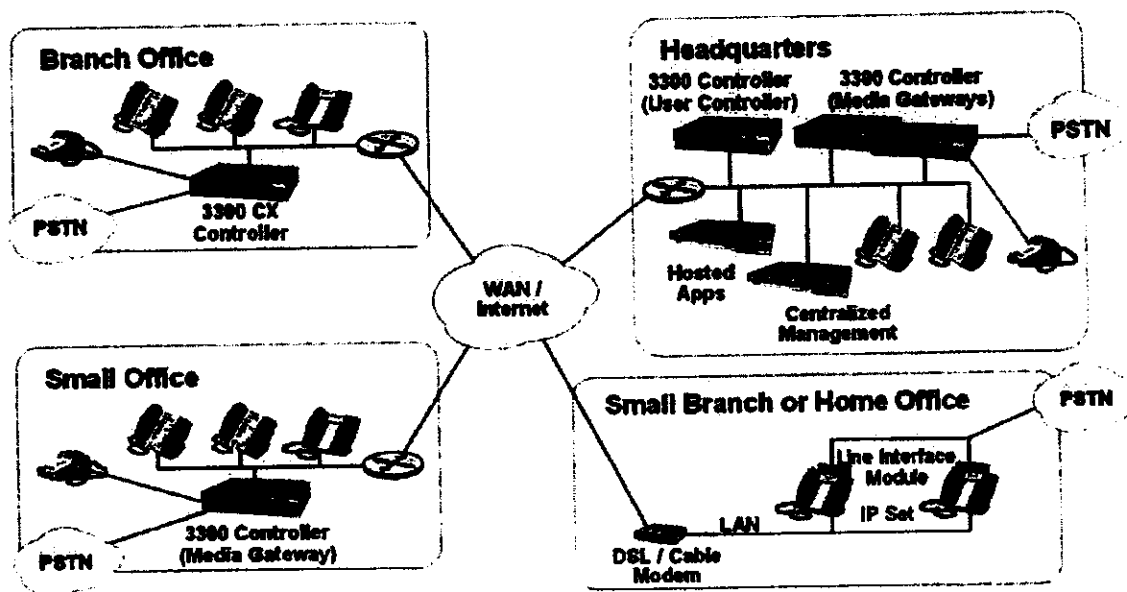 Branch Office
PSTN
3300 CX
Controller
Headquarters
3300 Controller
(User Controller)
3300 Controller
(Media Gateways)
PSTN
Hosted
Apps
Centralized
Management
WAN /
Internet
Small Office
PSTN
3300 Controller
(Media Gateway)
Small Branch or Home Office
PSTN
Line Interface
Module
LAN
IP Set
DSL / Cable
Modem